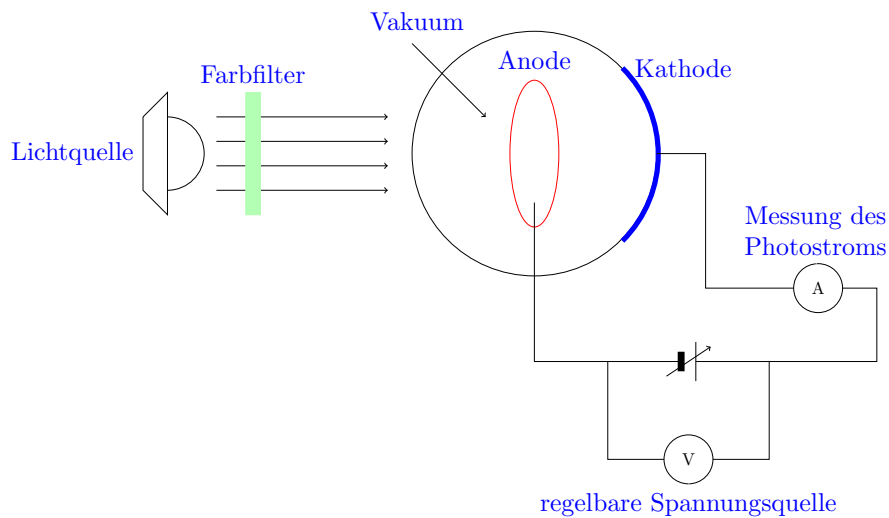 Vakuum
Anode
Kathode
Farbfilter
Lichtquelle
Messung des
Photostroms
A
V
regelbare Spannungsquelle